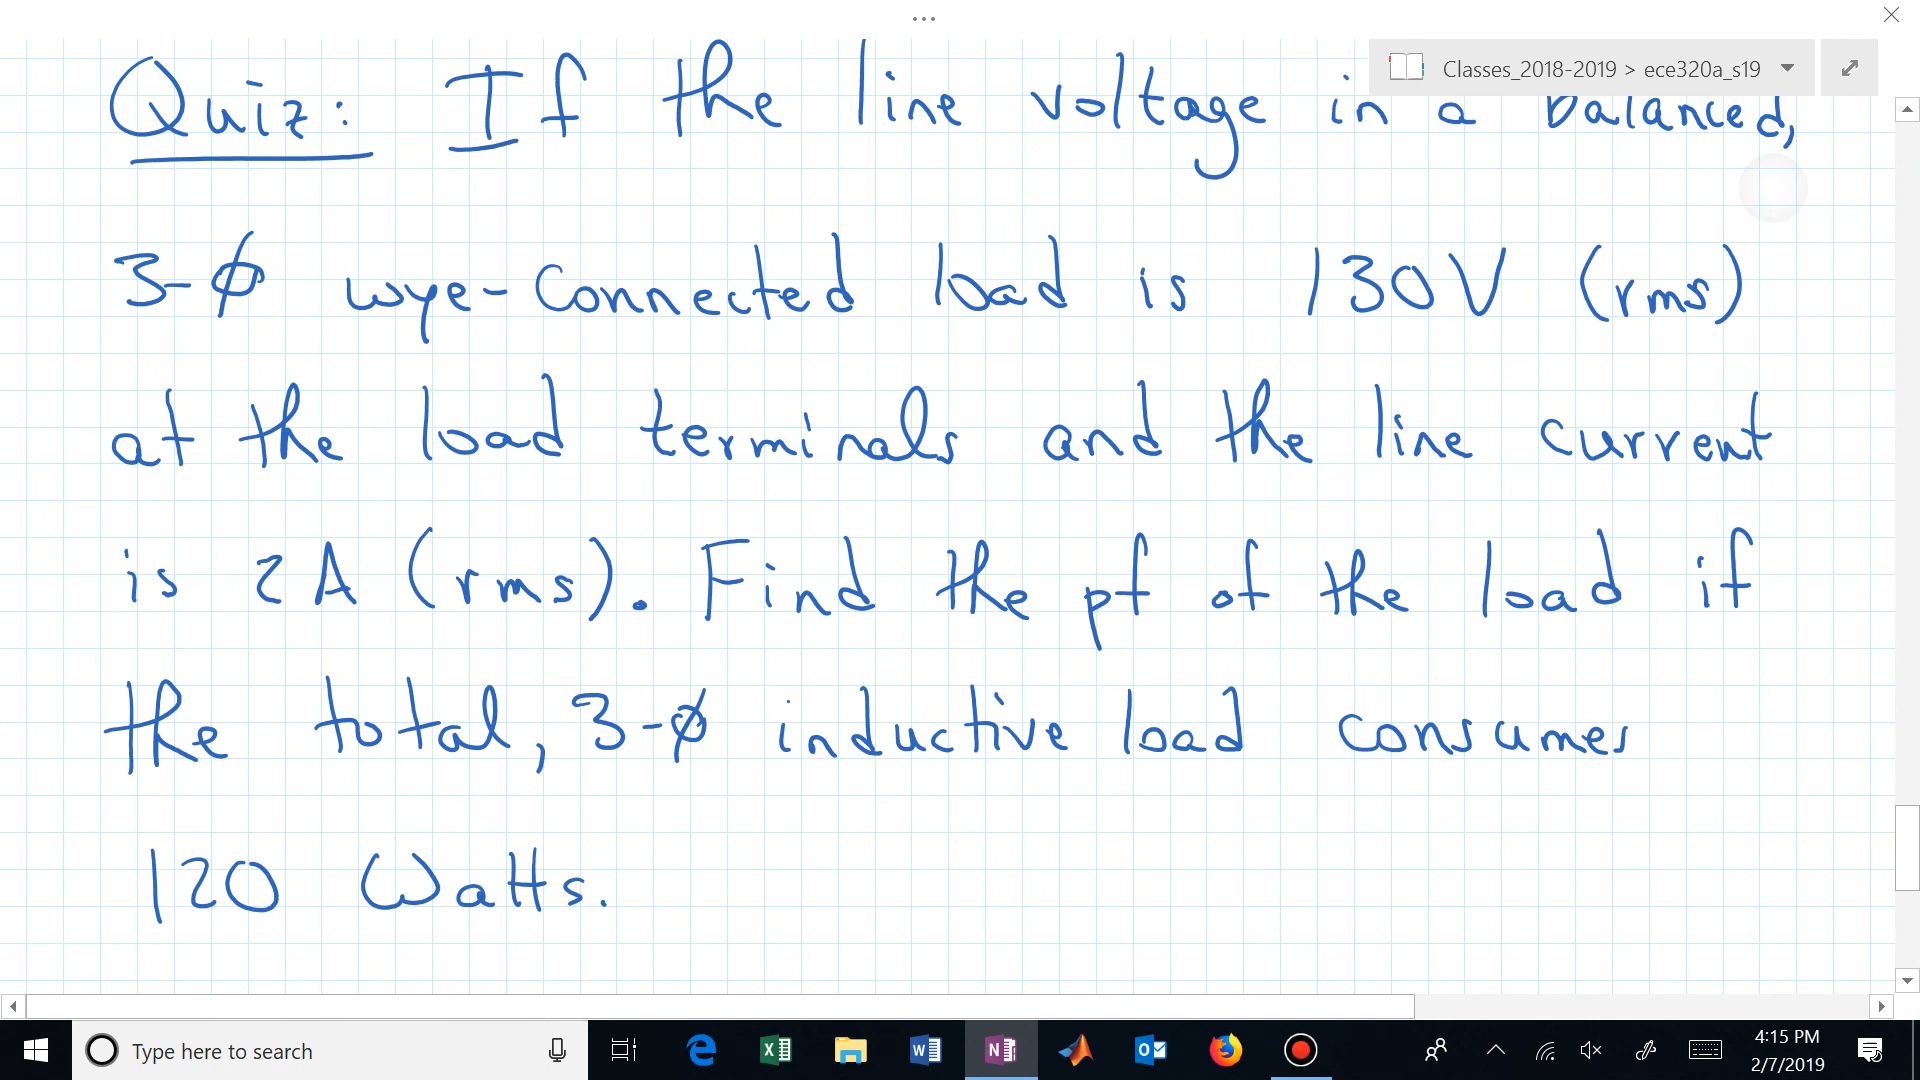 Classes_2018-2019 > ece320a_s19
Quiz: If the line voltage in a balanced,
3-ϕ wye-connected load is 130V (rms)
at the load terminals and the line current
is 2A (rms). Find the pf of the load if
the total, 3-ϕ inductive load consumes
120 Watts.
Type here to search
4:15 PM
2/7/2019